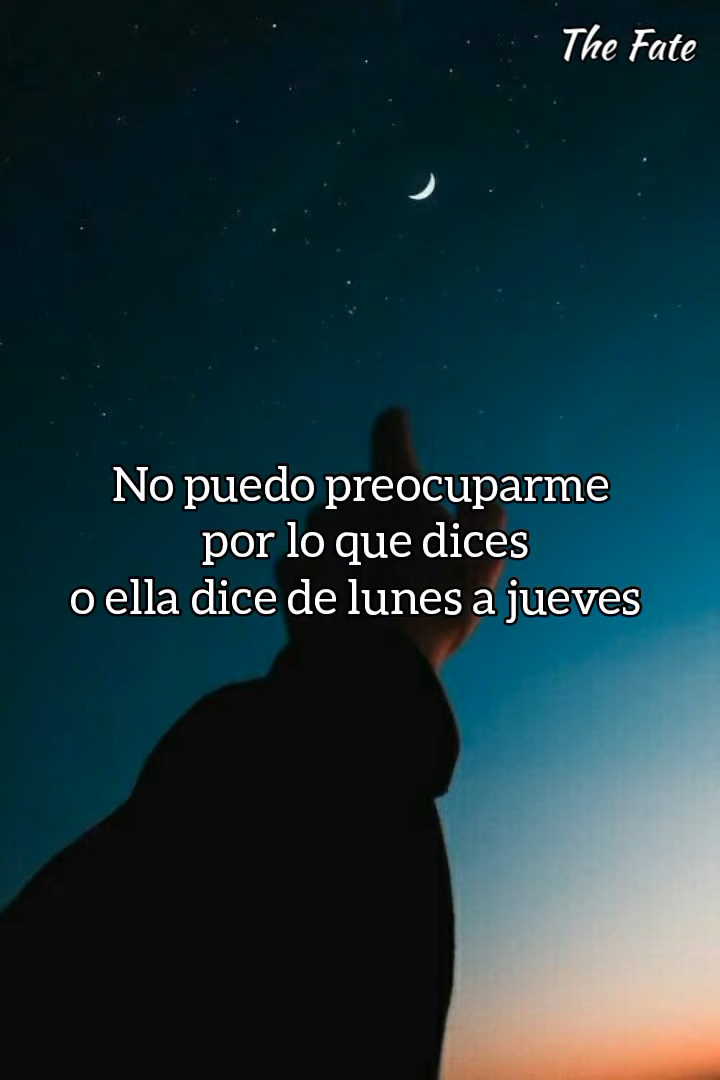 The Fate
No puedo preocuparme
por lo que dices
o ella dice de lunes a jueves